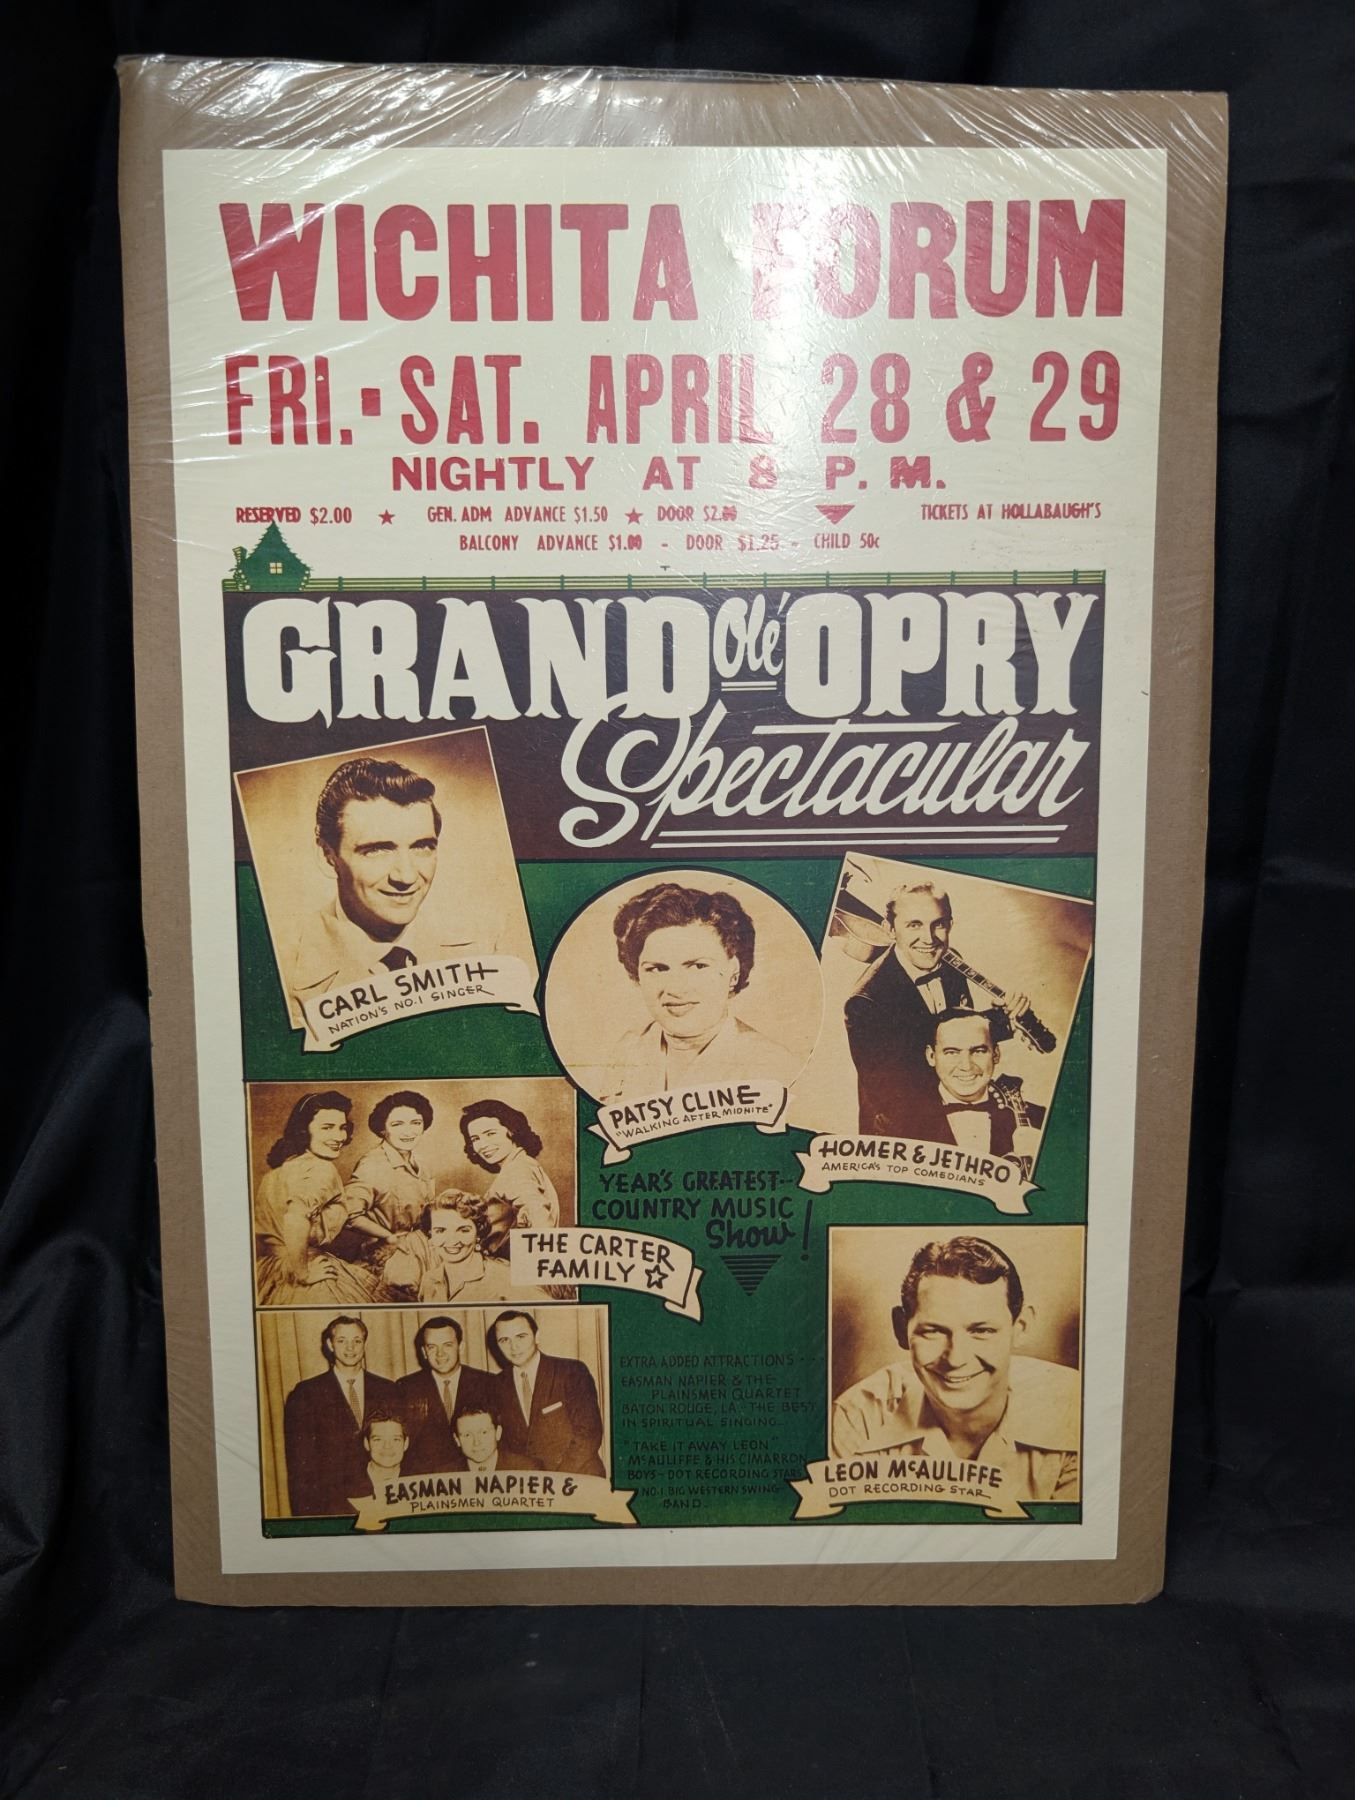 WICHITA FORUM
FRI.-SAT. APRIL 28 & 29
NIGHTLY AT 8 P. M.
RESERVED $2.00 ★ GEN. ADM ADVANCE $1.50 ★ DOOR $2.00 TICKETS AT HOLLABAUGH'S
BALCONY ADVANCE $1.00 - DOOR $1.25 - CHILD 50c
GRAND Olé OPRY
Spectacular
CARL SMITH
NATION'S NO.1 SINGER
PATSY CLINE
"WALKING AFTER MIDNITE"
HOMER & JETHRO
AMERICA'S TOP COMEDIANS
YEAR'S GREATEST--
COUNTRY MUSIC
Show!
THE CARTER
FAMILY ☆
EXTRA ADDED ATTRACTIONS...
EASMAN NAPIER & THE
PLAINSMEN QUARTET
BATON ROUGE, LA.-THE BEST
IN SPIRITUAL SINGING...
"TAKE IT AWAY LEON"
McAULIFFE & HIS CIMARRON
BOYS - DOT RECORDING STARS
NO.1 BIG WESTERN SWING
BAND.
EASMAN NAPIER &
PLAINSMEN QUARTET
LEON McAULIFFE
DOT RECORDING STAR